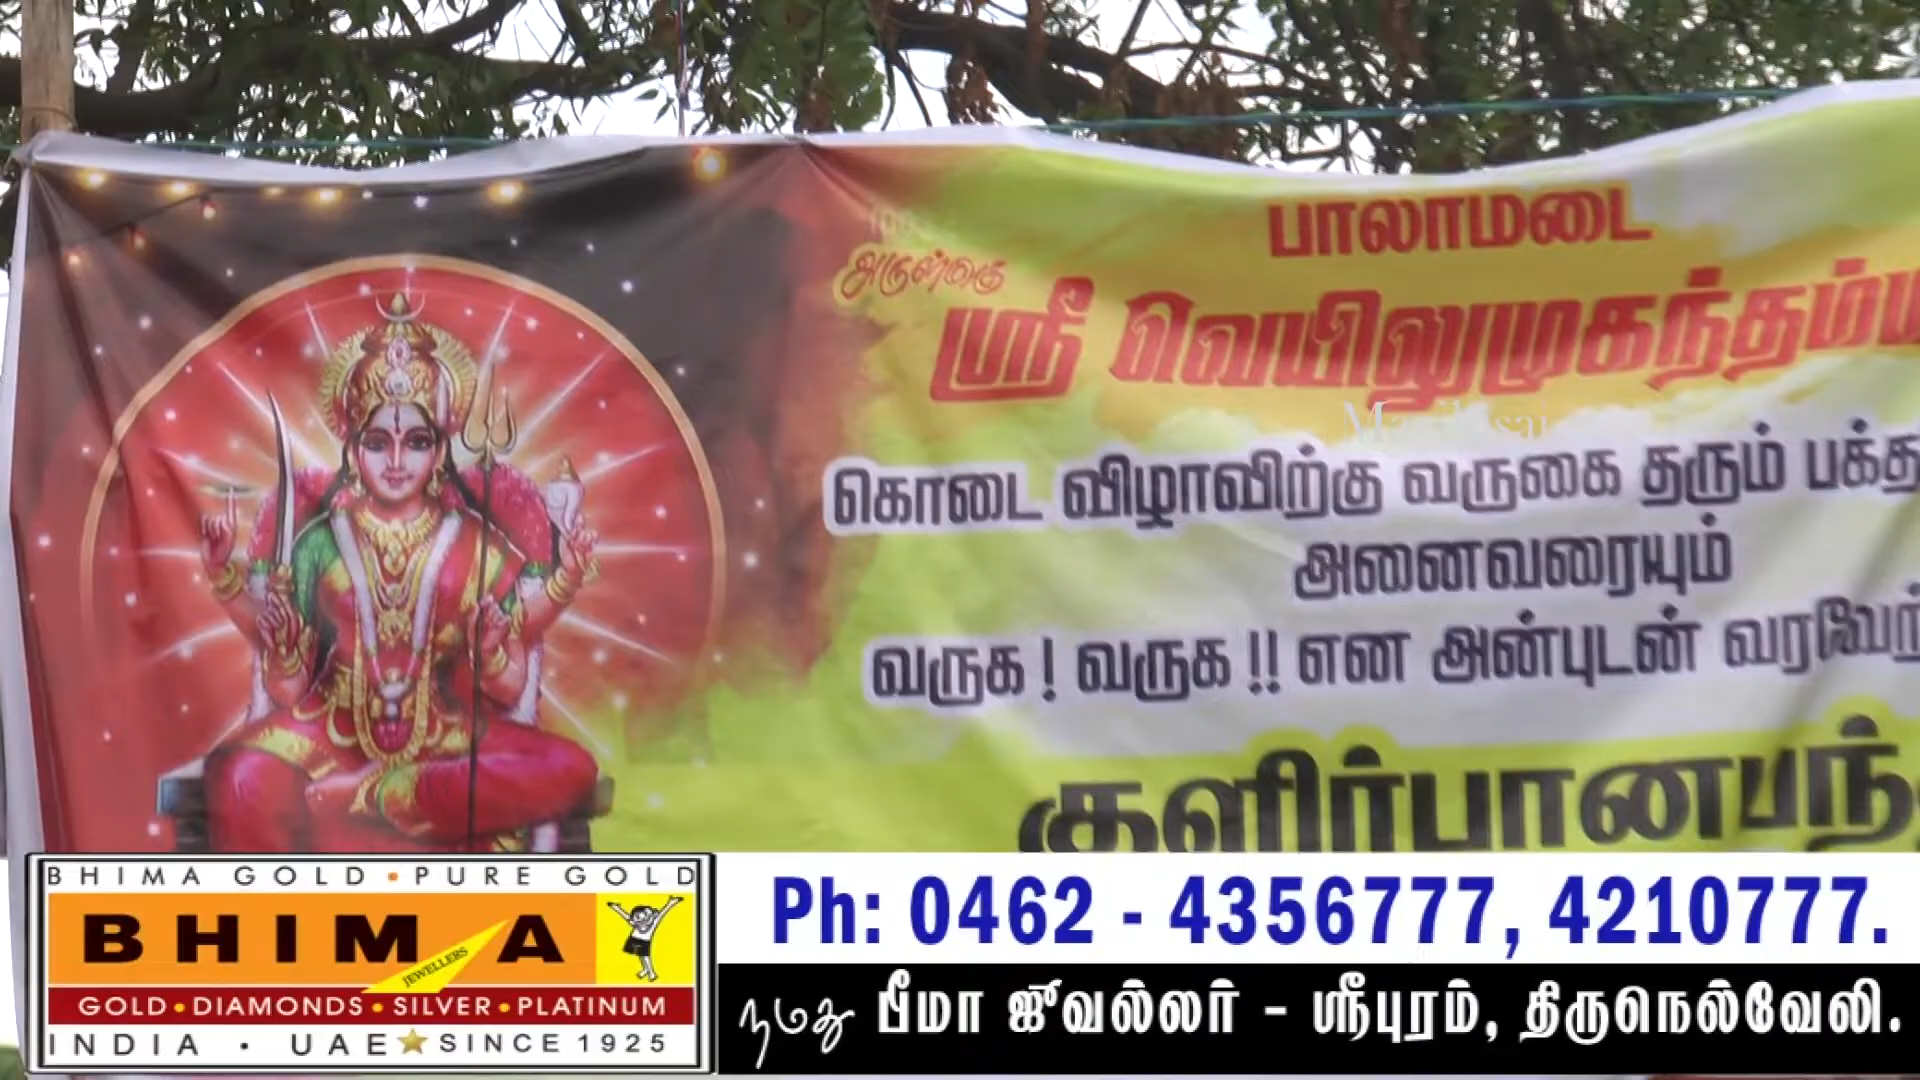 பாலாமடை
அருள்மிகு
ஸ்ரீ வெயிலுமுகந்தம்ம
கொடை விழாவிற்கு வருகை தரும் பக்த
அனைவரையும்
வருக ! வருக !! என அன்புடன் வரவேற்
குளிர்பானபந்
BHIMA GOLD • PURE GOLD
BHIMA
JEWELLERS
GOLD • DIAMONDS • SILVER • PLATINUM
INDIA • UAE ★ SINCE 1925
Ph: 0462 - 4356777, 4210777.
நமது பீமா ஜூவல்லர் - ஸ்ரீபுரம், திருநெல்வேலி.